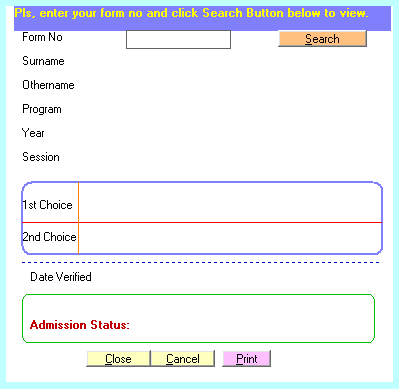 Pls, enter your form no and click Search Button below to view.
Form No Search
Surname
Othername
Program
Year
Session
1st Choice
2nd Choice
Date Verified
Admission Status:
Close Cancel Print